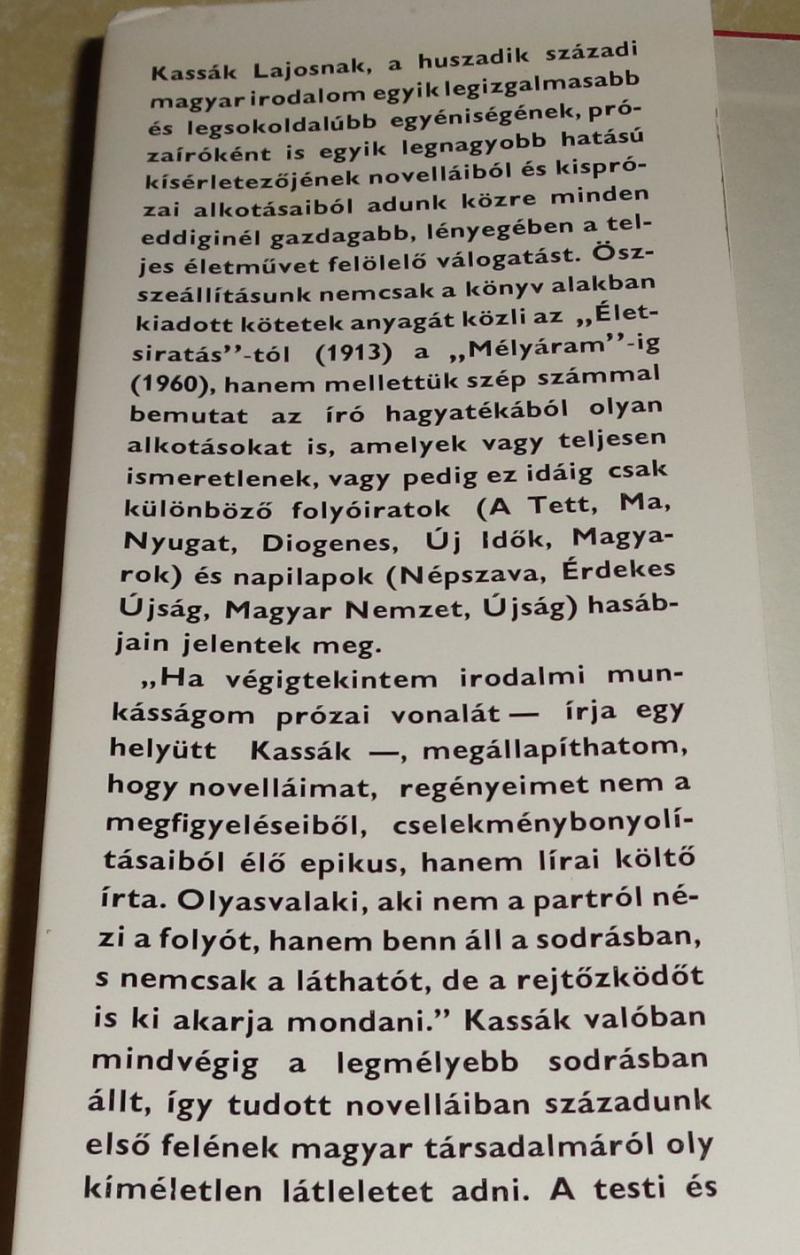 Kassák Lajosnak, a huszadik századi
magyar irodalom egyik legizgalmasabb
és legsokoldalúbb egyéniségének, pró-
zaíróként is egyik legnagyobb hatású
kísérletezőjének novelláiból és kispró-
zai alkotásaiból adunk közre minden
eddiginél gazdagabb, lényegében a tel-
jes életművet felölelő válogatást. Ösz-
szeállításunk nemcsak a könyv alakban
kiadott kötetek anyagát közli az „Élet-
siratás”-tól (1913) a „Mélyáram”-ig
(1960), hanem mellettük szép számmal
bemutat az író hagyatékából olyan
alkotásokat is, amelyek vagy teljesen
ismeretlenek, vagy pedig ez idáig csak
különböző folyóiratok (A Tett, Ma,
Nyugat, Diogenes, Új Idők, Magya-
rok) és napilapok (Népszava, Érdekes
Újság, Magyar Nemzet, Újság) hasáb-
jain jelentek meg.
„Ha végigtekintem irodalmi mun-
kásságom prózai vonalát — írja egy
helyütt Kassák —, megállapíthatom,
hogy novelláimat, regényeimet nem a
megfigyeléseiből, cselekménybonyolí-
tásaiból élő epikus, hanem lírai költő
írta. Olyasvalaki, aki nem a partról né-
zi a folyót, hanem benn áll a sodrásban,
s nemcsak a láthatót, de a rejtőzködőt
is ki akarja mondani.” Kassák valóban
mindvégig a legmélyebb sodrásban
állt, így tudott novelláiban századunk
első felének magyar társadalmáról oly
kíméletlen látleletet adni. A testi és